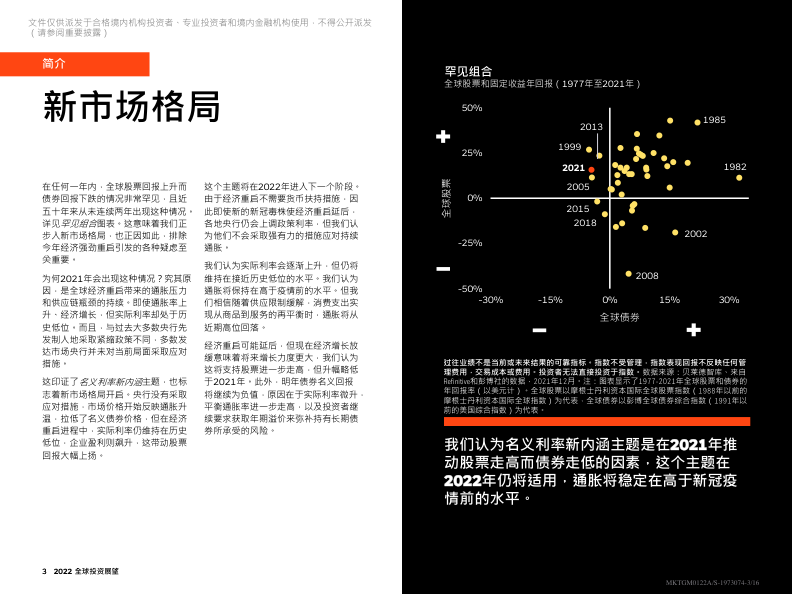 文件仅供派发于合格境内机构投资者、专业投资者和境内金融机构使用，不得公开派发
（请参阅重要披露）
简介
新市场格局
在任何一年内，全球股票回报上升而
债券回报下跌的情况非常罕见，且近
五十年来从未连续两年出现这种情况。
详见罕见组合图表。这意味着我们正
步入新市场格局，也正因如此，排除
今年经济强劲重启引发的各种疑虑至
关重要。
为何2021年会出现这种情况？究其原
因，是全球经济重启带来的通胀压力
和供应链瓶颈的持续。即使通胀率上
升、经济增长，但实际利率却处于历
史低位。而且，与过去大多数央行先
发制人地采取紧缩政策不同，多数发
达市场央行并未对当前局面采取应对
措施。
这印证了名义利率新内涵主题，也标
志着新市场格局开启。央行没有采取
应对措施，市场价格开始反映通胀升
温，拉低了名义债券价格，但在经济
重启进程中，实际利率仍维持在历史
低位，企业盈利则飙升，这带动股票
回报大幅上扬。
这个主题将在2022年进入下一个阶段。
由于经济重启不需要货币扶持措施，因
此即使新的新冠毒株使经济重启延后，
各地央行仍会上调政策利率，但我们认
为他们不会采取强有力的措施应对持续
通胀。
我们认为实际利率会逐渐上升，但仍将
维持在接近历史低位的水平。我们认为
通胀将保持在高于疫情前的水平。但我
们相信随着供应限制缓解，消费支出实
现从商品到服务的再平衡时，通胀将从
近期高位回落。
经济重启可能延后，但现在经济增长放
缓意味着将来增长力度更大，我们认为
这将支持股票进一步走高，但升幅略低
于2021年。此外，明年债券名义回报
将继续为负值，原因在于实际利率微升，
平衡通胀率进一步走高，以及投资者继
续要求获取年期溢价来弥补持有长期债
券所承受的风险。
3 2022 全球投资展望
罕见组合
全球股票和固定收益年回报（1977年至2021年）
50%
25%
0%
-25%
-50%
全球股票
1985
2013
1999
2021
1982
2005
2015
2018
2002
2008
-30% -15% 0% 15% 30%
全球债券
过往业绩不是当前或未来结果的可靠指标。指数不受管理，指数表现回报不反映任何管
理费用，交易成本或费用。投资者无法直接投资于指数。数据来源：贝莱德智库，来自
Refinitive和彭博社的数据，2021年12月。注：图表显示了1977-2021年全球股票和债券的
年回报率（以美元计）。全球股票以摩根士丹利资本国际全球股票指数（1988年以前的
摩根士丹利资本国际全球指数）为代表，全球债券以彭博全球债券综合指数（1991年以
前的美国综合指数）为代表。
我们认为名义利率新内涵主题是在2021年推
动股票走高而债券走低的因素，这个主题在
2022年仍将适用，通胀将稳定在高于新冠疫
情前的水平。
MKTGM0122A/S-1973074-3/16